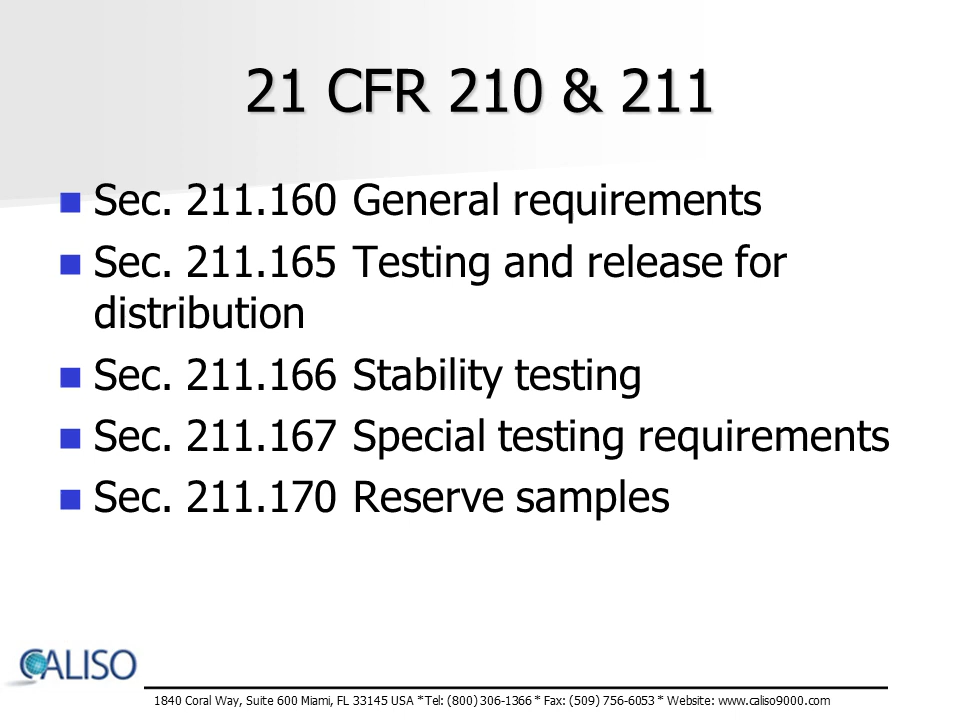 21 CFR 210 & 211
Sec. 211.160 General requirements
Sec. 211.165 Testing and release for
distribution
Sec. 211.166 Stability testing
Sec. 211.167 Special testing requirements
Sec. 211.170 Reserve samples
CALISO
1840 Coral Way, Suite 600 Miami, FL 33145 USA *Tel: (800) 306-1366 * Fax: (509) 756-6053 * Website: www.caliso9000.com